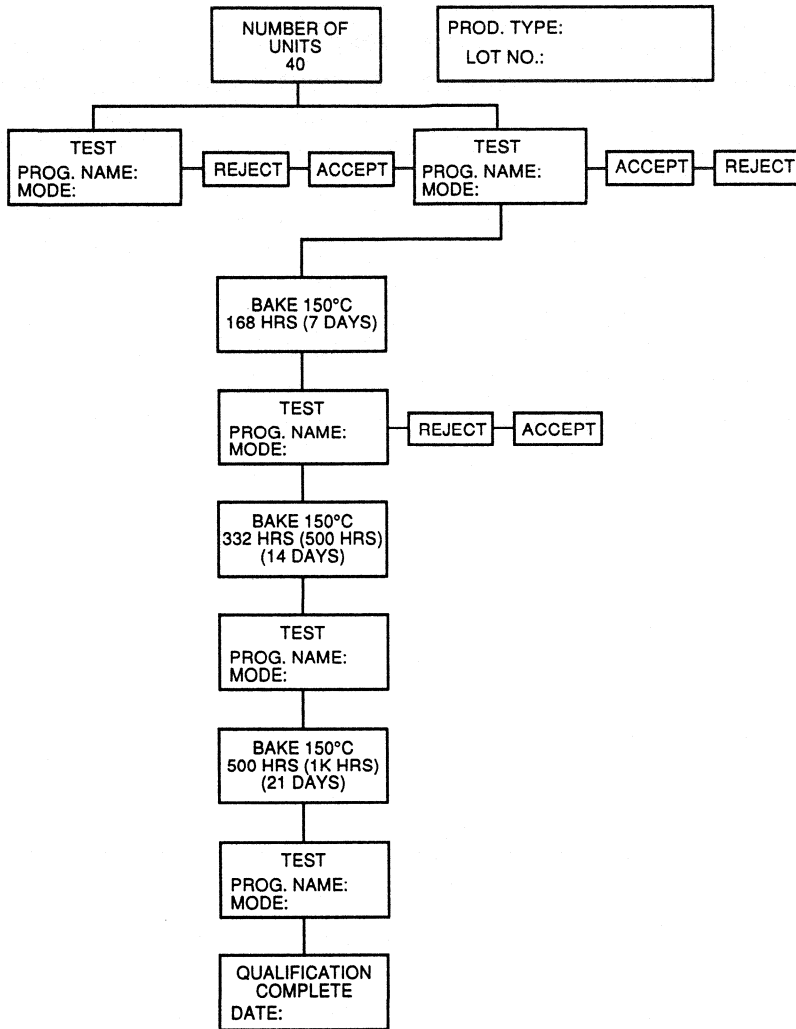 NUMBER OF
UNITS
40
PROD. TYPE:
LOT NO.:
TEST
PROG. NAME:
MODE:
REJECT
ACCEPT
TEST
PROG. NAME:
MODE:
ACCEPT
REJECT
BAKE 150°C
168 HRS (7 DAYS)
TEST
PROG. NAME:
MODE:
REJECT
ACCEPT
BAKE 150°C
332 HRS (500 HRS)
(14 DAYS)
TEST
PROG. NAME:
MODE:
BAKE 150°C
500 HRS (1K HRS)
(21 DAYS)
TEST
PROG. NAME:
MODE:
QUALIFICATION
COMPLETE
DATE: